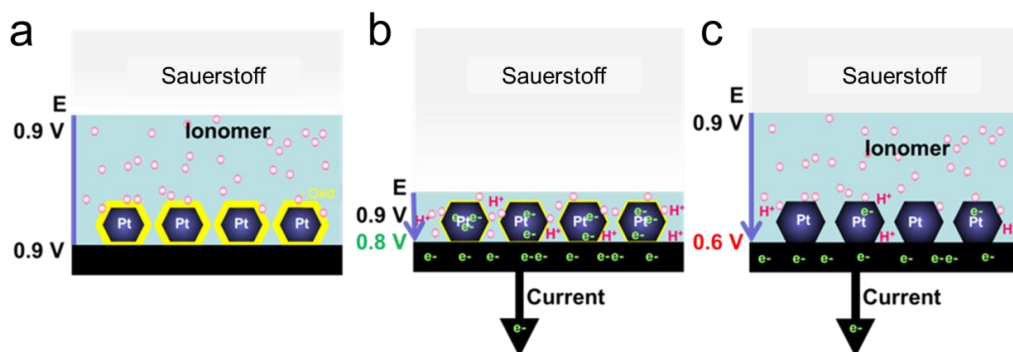 a
Sauerstoff
E
0.9 V
Ionomer
Oxid
Pt Pt Pt Pt
0.9 V
b
Sauerstoff
E
0.9 V
0.8 V
H+ H+ H+ H+ H+ H+
Pt Pt Pt Pt
e- e- e- e-e- e- e-
Current
e-
c
Sauerstoff
E
0.9 V
Ionomer
H+ H+ H+ H+
Pt Pt Pt Pt
e-
0.6 V
e- e- e- e- e-e- e-
Current
e-